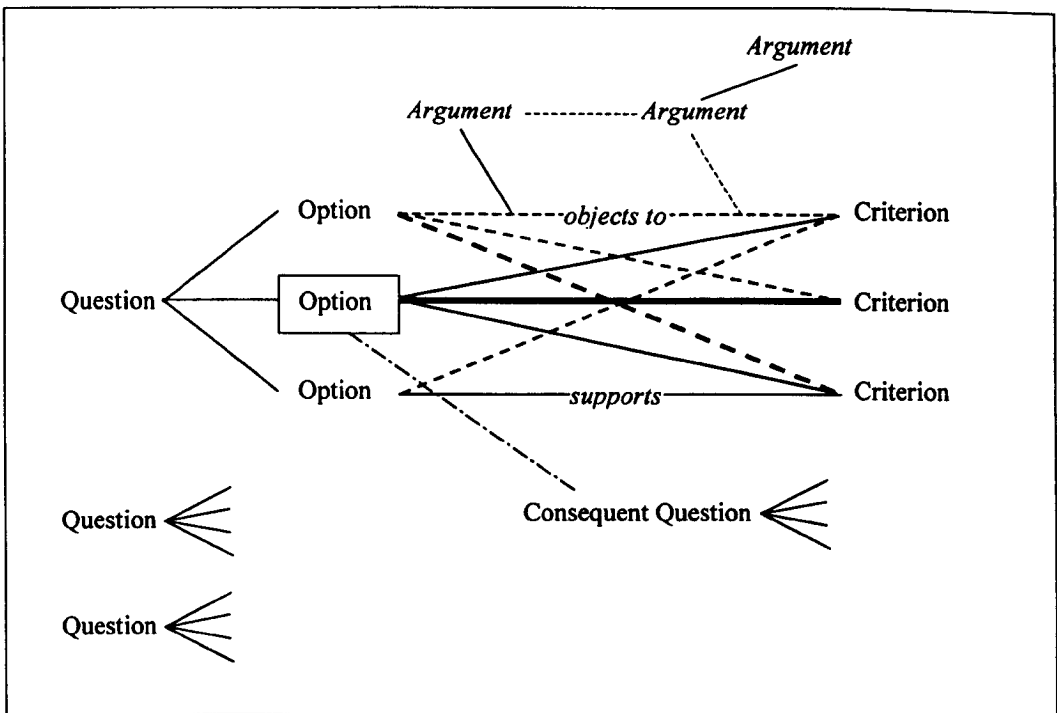 Argument
Argument Argument
Option objects to Criterion
Question Option Criterion
Option supports Criterion
Question Consequent Question
Question